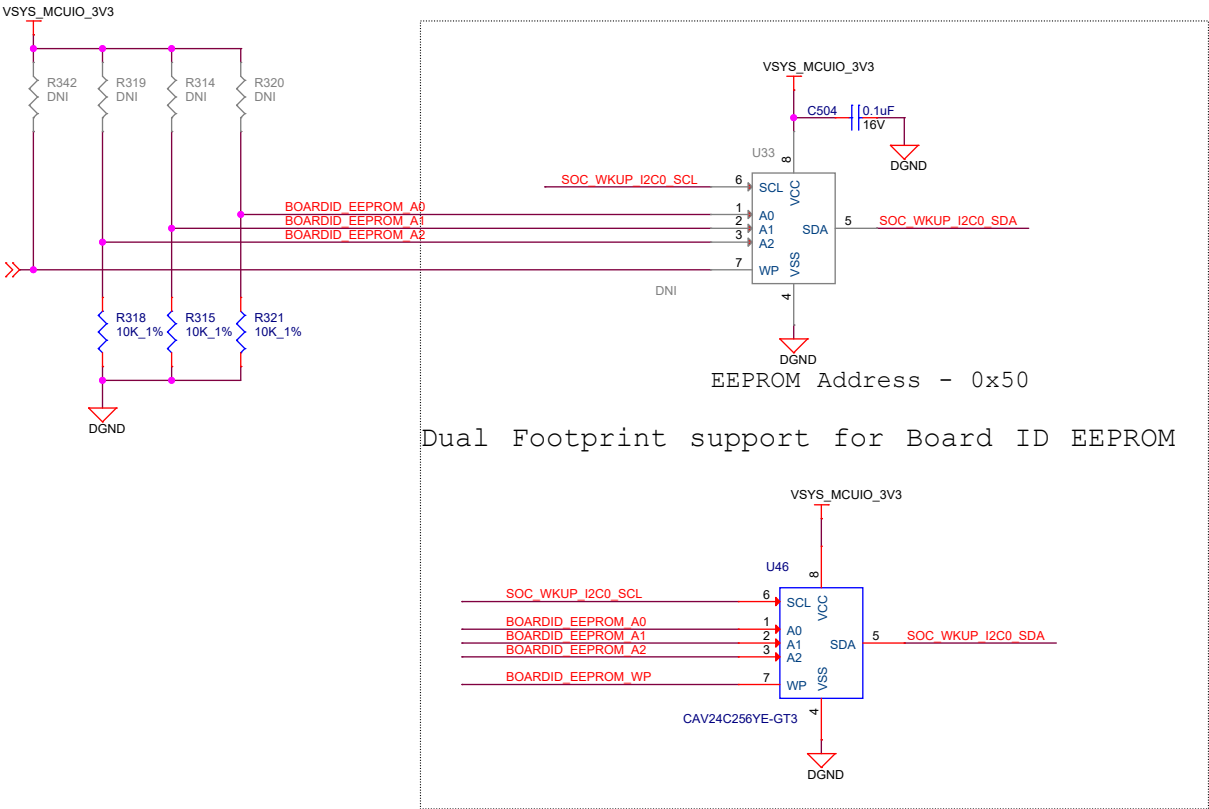 VSYS_MCUIO_3V3
R342
DNI
R319
DNI
R314
DNI
R320
DNI
VSYS_MCUIO_3V3
C504
0.1uF
16V
DGND
U33
8
SOC_WKUP_I2C0_SCL
6
SCL
VCC
BOARDID_EEPROM_A0
1
A0
BOARDID_EEPROM_A1
2
A1
BOARDID_EEPROM_A2
3
A2
SDA
5
SOC_WKUP_I2C0_SDA
7
WP
VSS
DNI
4
DGND
R318
10K_1%
R315
10K_1%
R321
10K_1%
DGND
EEPROM Address - 0x50
Dual Footprint support for Board ID EEPROM
VSYS_MCUIO_3V3
U46
8
SOC_WKUP_I2C0_SCL
6
SCL
VCC
BOARDID_EEPROM_A0
1
A0
BOARDID_EEPROM_A1
2
A1
BOARDID_EEPROM_A2
3
A2
SDA
5
SOC_WKUP_I2C0_SDA
BOARDID_EEPROM_WP
7
WP
VSS
CAV24C256YE-GT3
4
DGND